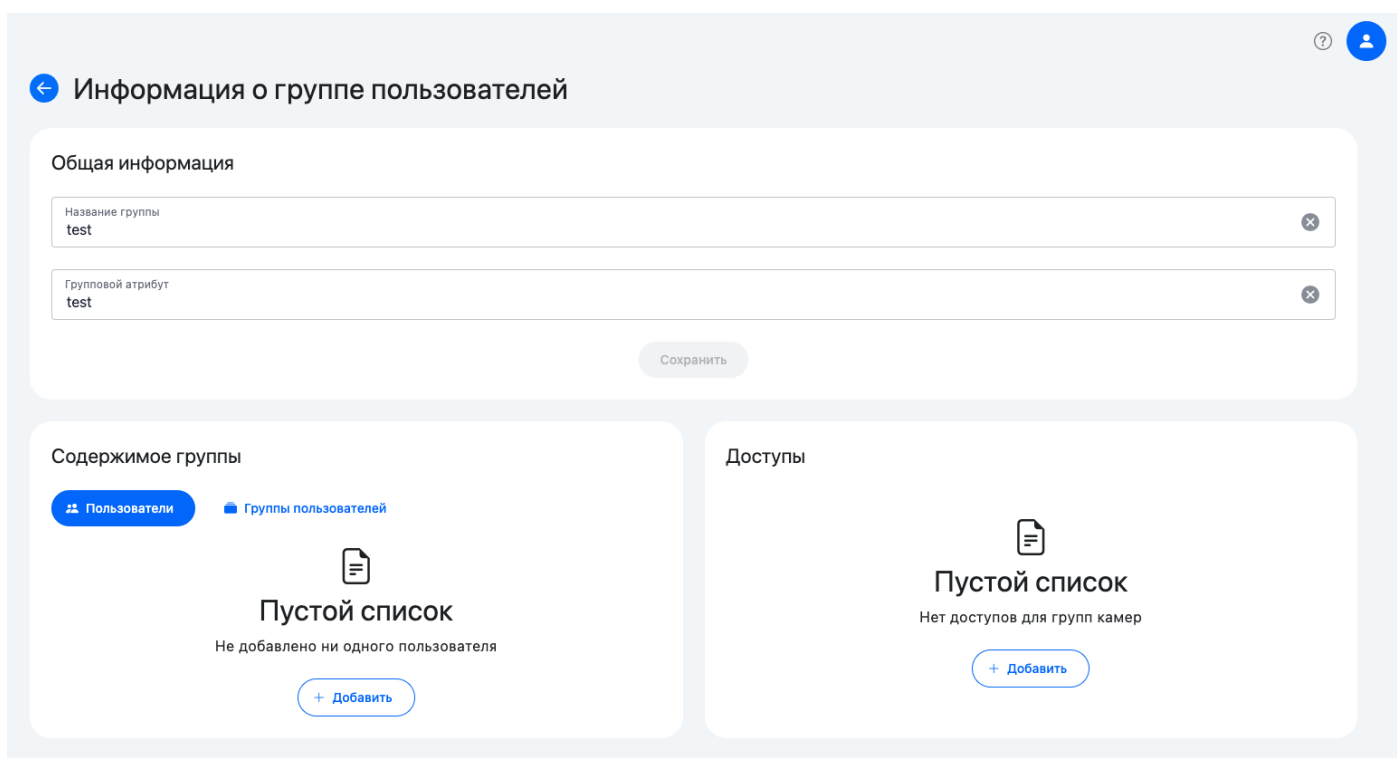 ?
Информация о группе пользователей
Общая информация
Название группы
test
Групповой атрибут
test
Сохранить
Содержимое группы
Пользователи
Группы пользователей
Пустой список
Не добавлено ни одного пользователя
+ Добавить
Доступы
Пустой список
Нет доступов для групп камер
+ Добавить